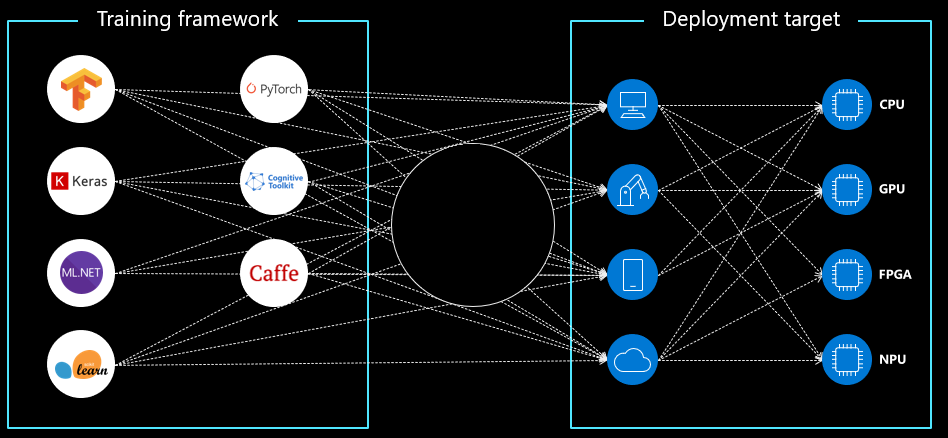 Training framework
Deployment target
PyTorch
CPU
K Keras
Cognitive
Toolkit
GPU
ML.NET
Caffe
FPGA
learn
NPU